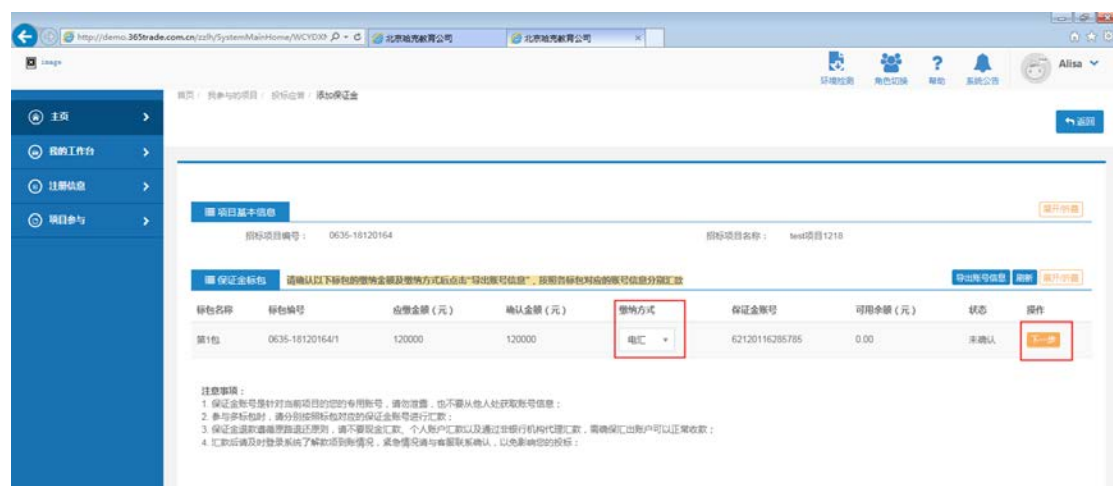 http://demo.365trade.com.cn/zzlh/SystemMainHome/WCYDXI
北京哈克教育公司
北京哈克教育公司
image
环境检测 角色切换 帮助 系统公告 Alisa
首页 / 我参与的项目 / 投标应答 / 添加保证金
返回
主页
我的工作台
注册信息
项目参与
项目基本信息
展开/折叠
招标项目编号： 0635-18120164 招标项目名称： test项目1218
保证金标包 请确认以下标包的缴纳金额及缴纳方式后点击“导出账号信息”，按照各标包对应的账号信息分别汇款 导出账号信息 刷新 展开/折叠
标包名称 标包编号 应缴金额（元） 确认金额（元） 缴纳方式 保证金账号 可用余额（元） 状态 操作
第1包 0635-18120164/1 120000 120000 电汇 62120116285785 0.00 未确认 下一步
注意事项：
1. 保证金账号是针对当前项目的您的专用账号，请勿泄露，也不要从他人处获取账号信息；
2. 参与多标包时，请分别按照标包对应的保证金账号进行汇款；
3. 保证金退款遵循原路退还原则，请不要现金汇款、个人账户汇款以及通过非银行机构代理汇款，需确保汇出账户可以正常收款；
4. 汇款后请及时登录系统了解款项到账情况，紧急情况请与客服联系确认，以免影响您的投标；